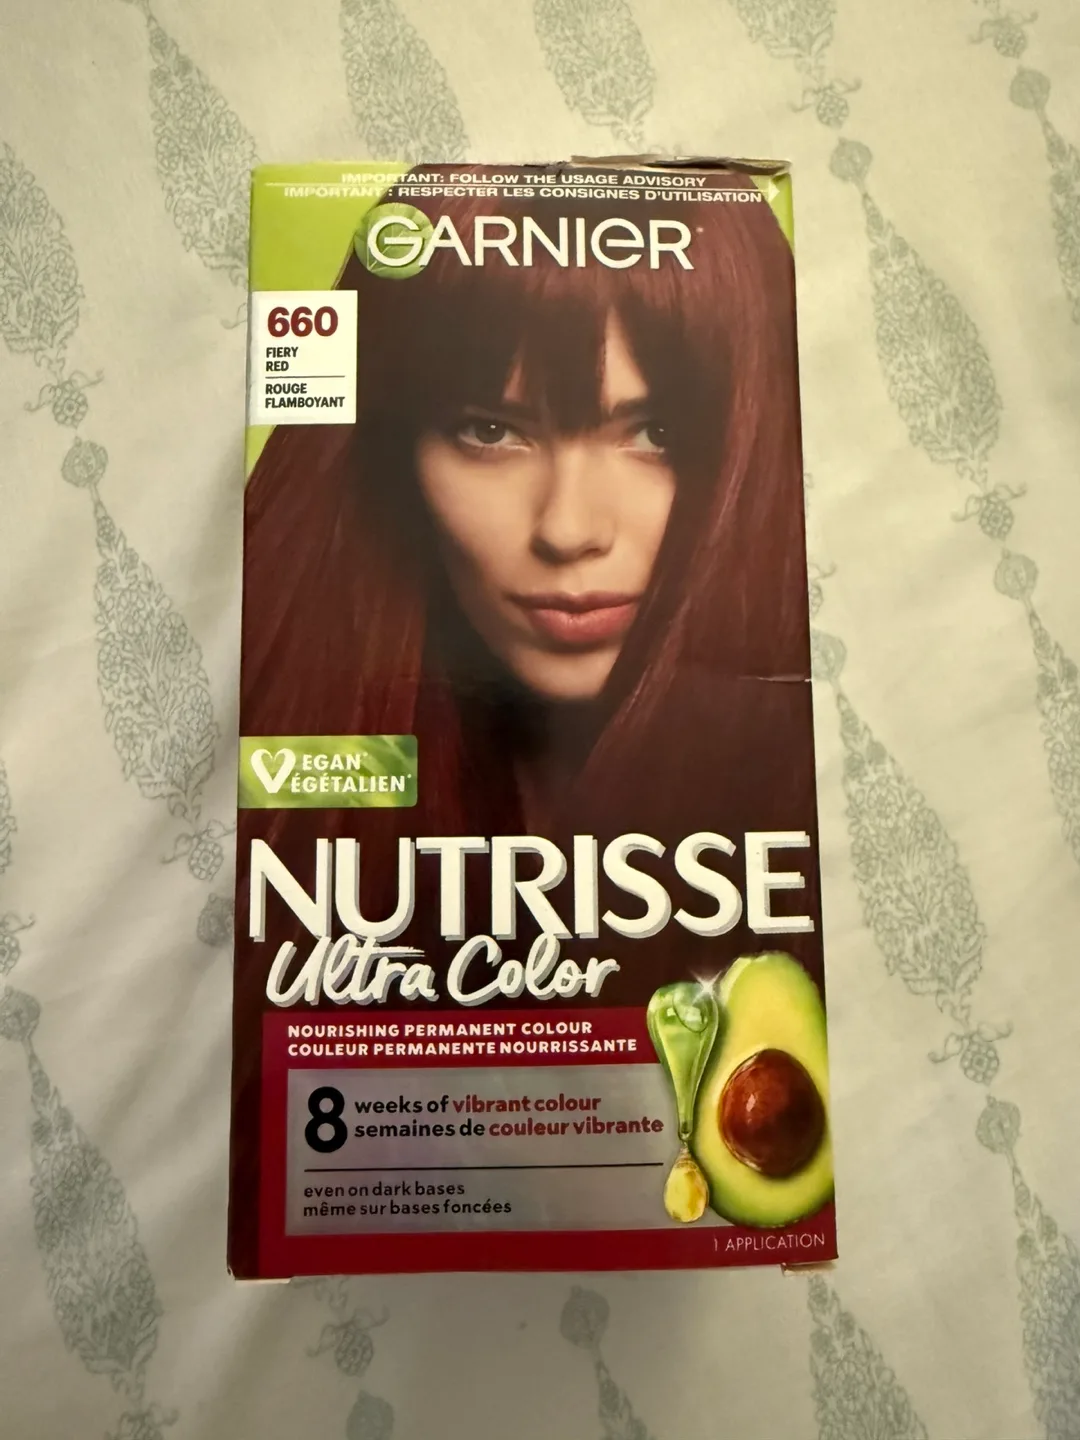 IMPORTANT: FOLLOW THE USAGE ADVISORY
IMPORTANT : RESPECTER LES CONSIGNES D'UTILISATION
GARNIER
660
FIERY
RED
ROUGE
FLAMBOYANT
VEGAN*
VÉGÉTALIEN*
NUTRISSE
Ultra Color
NOURISHING PERMANENT COLOUR
COULEUR PERMANENTE NOURRISSANTE
8 weeks of vibrant colour
semaines de couleur vibrante
even on dark bases
même sur bases foncées
1 APPLICATION